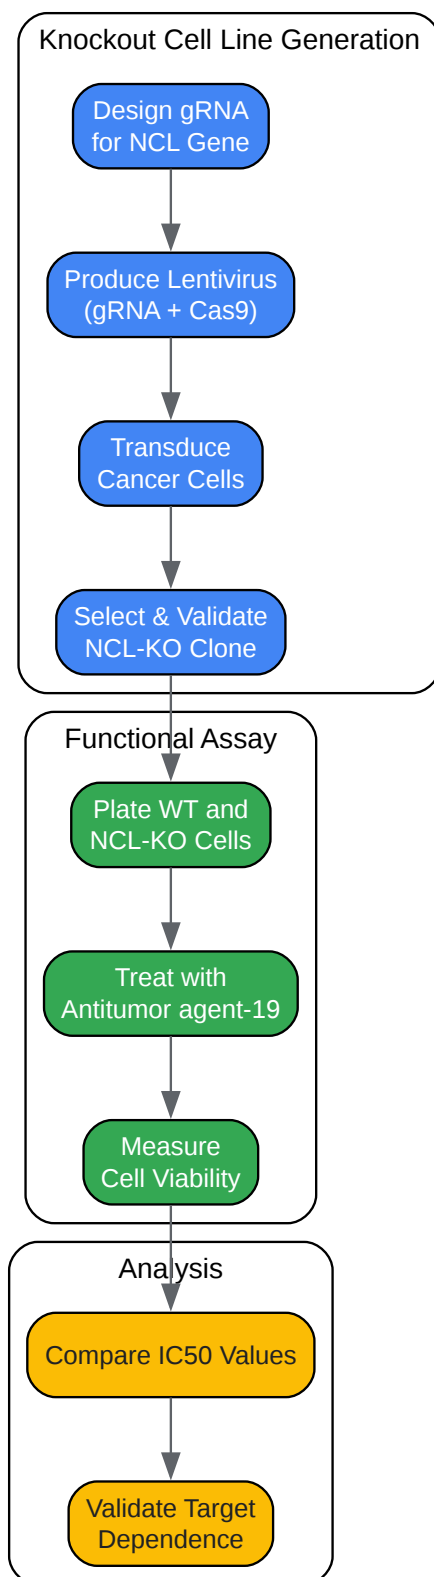 Knockout Cell Line Generation
Design gRNA
for NCL Gene
Produce Lentivirus
(gRNA + Cas9)
Transduce
Cancer Cells
Select & Validate
NCL-KO Clone
Functional Assay
Plate WT and
NCL-KO Cells
Treat with
Antitumor agent-19
Measure
Cell Viability
Analysis
Compare IC50 Values
Validate Target
Dependence